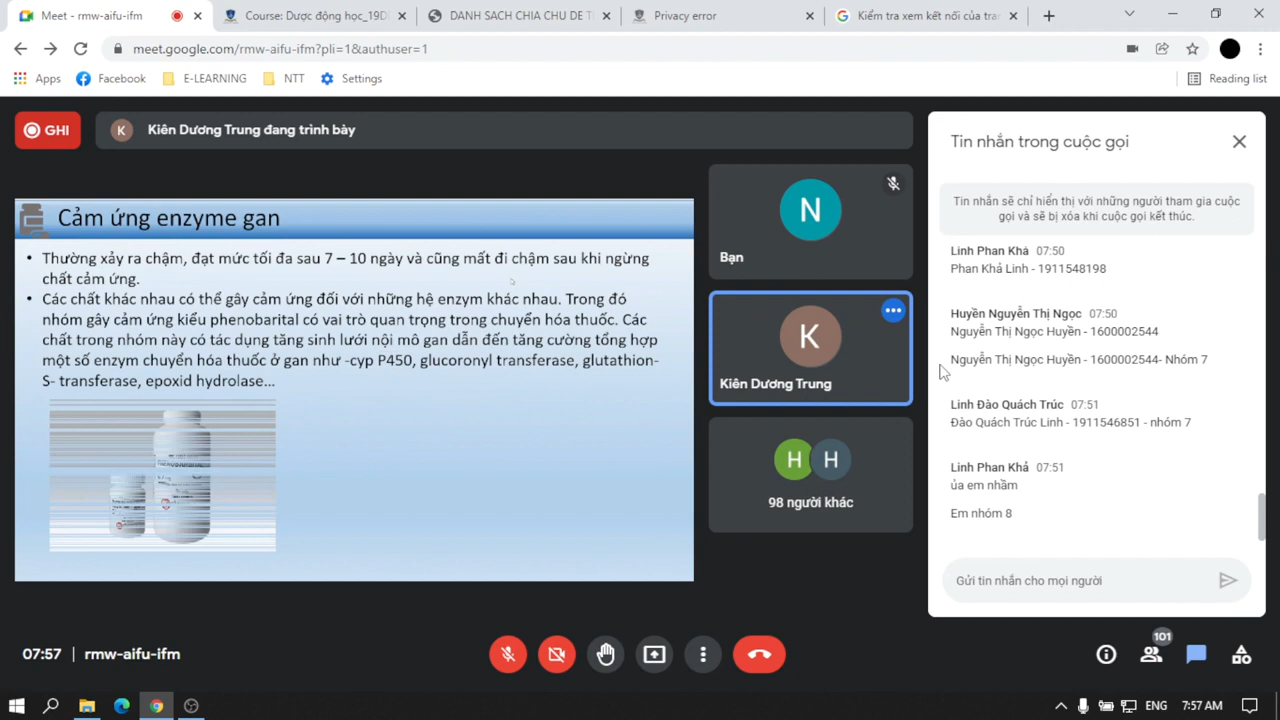 Meet - rmw-aifu-ifm
Course: Dược động học_19D
DANH SACH CHIA CHU DE T
Privacy error
Kiểm tra xem kết nối của tran
meet.google.com/rmw-aifu-ifm?pli=1&authuser=1
Apps
Facebook
E-LEARNING
NTT
Settings
Reading list
GHI
K
Kiên Dương Trung đang trình bày
Cảm ứng enzyme gan
• Thường xảy ra chậm, đạt mức tối đa sau 7 – 10 ngày và cũng mất đi chậm sau khi ngừng
chất cảm ứng.
• Các chất khác nhau có thể gây cảm ứng đối với những hệ enzym khác nhau. Trong đó
nhóm gây cảm ứng kiểu phenobarital có vai trò quan trọng trong chuyển hóa thuốc. Các
chất trong nhóm này có tác dụng tăng sinh lưới nội mô gan dẫn đến tăng cường tổng hợp
một số enzym chuyển hóa thuốc ở gan như -cyp P450, glucoronyl transferase, glutathion-
S- transferase, epoxid hydrolase...
N
Bạn
K
Kiên Dương Trung
H
H
98 người khác
Tin nhắn trong cuộc gọi
Tin nhắn sẽ chỉ hiển thị với những người tham gia cuộc
gọi và sẽ bị xóa khi cuộc gọi kết thúc.
Linh Phan Khả 07:50
Phan Khả Linh - 1911548198
Huyền Nguyễn Thị Ngọc 07:50
Nguyễn Thị Ngọc Huyền - 1600002544
Nguyễn Thị Ngọc Huyền - 1600002544- Nhóm 7
Linh Đào Quách Trúc 07:51
Đào Quách Trúc Linh - 1911546851 - nhóm 7
Linh Phan Khả 07:51
ủa em nhầm
Em nhóm 8
Gửi tin nhắn cho mọi người
07:57 | rmw-aifu-ifm
101
ENG
7:57 AM